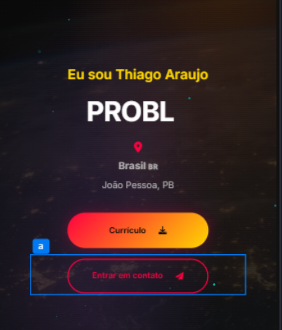 Eu sou Thiago Araujo
PROBL
Brasil BR
João Pessoa, PB
Currículo
a
Entrar em contato